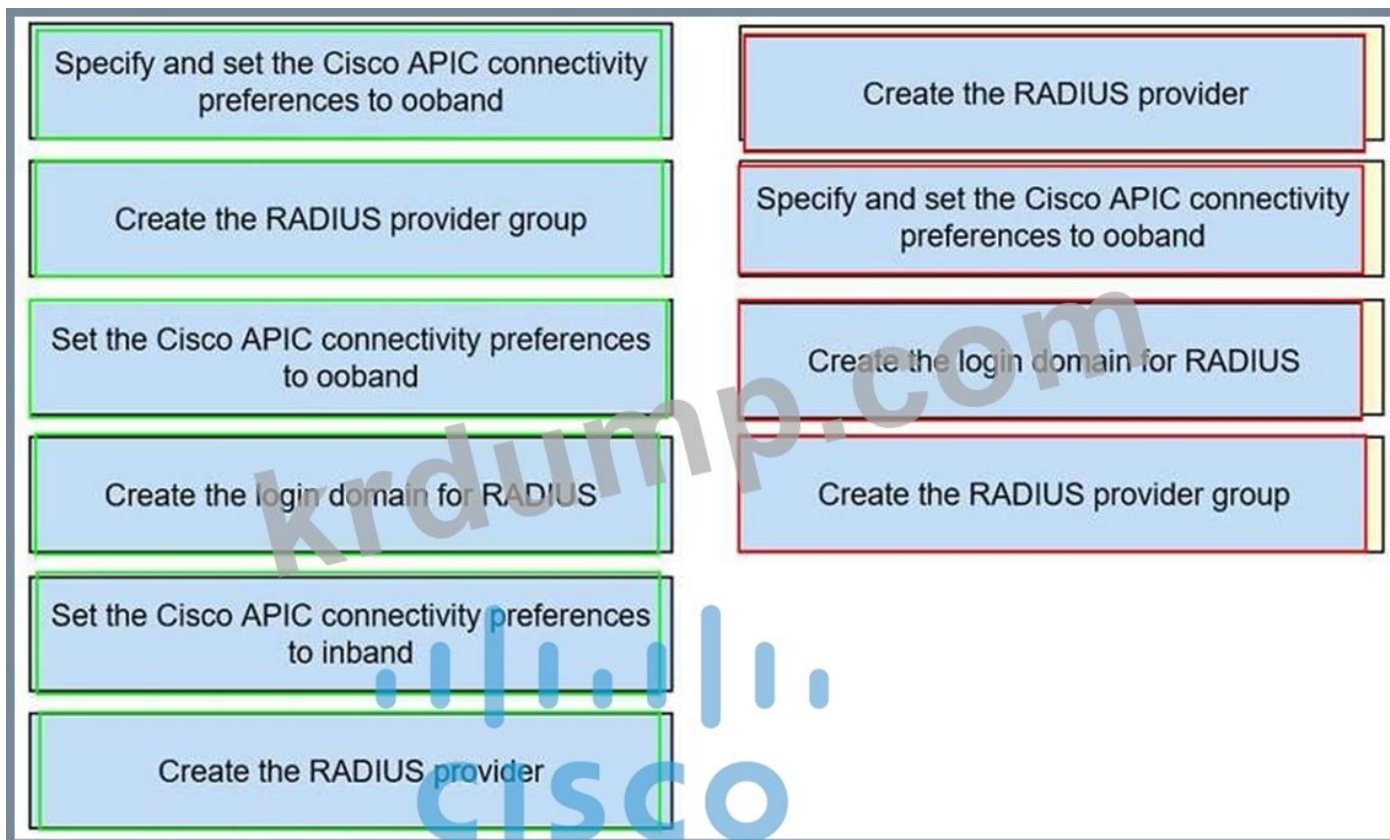 Specify and set the Cisco APIC connectivity
preferences to ooband
Create the RADIUS provider group
Set the Cisco APIC connectivity preferences
to ooband
Create the login domain for RADIUS
Set the Cisco APIC connectivity preferences
to inband
Create the RADIUS provider
Create the RADIUS provider
Specify and set the Cisco APIC connectivity
preferences to ooband
Create the login domain for RADIUS
Create the RADIUS provider group
krdump.com
CISCO